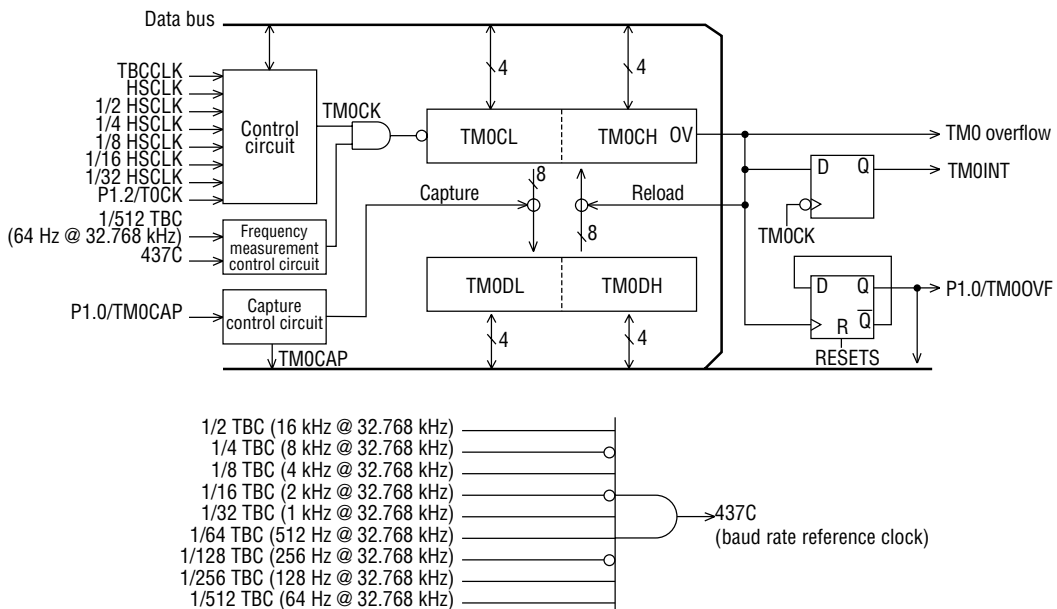 Data bus
TBCCLK
HSCLK
1/2 HSCLK
1/4 HSCLK
1/8 HSCLK
1/16 HSCLK
1/32 HSCLK
P1.2/T0CK
Control
circuit
TM0CK
4
4
TM0CL
TM0CH
OV
TM0 overflow
D
Q
TM0INT
TM0CK
Capture
8
Reload
8
1/512 TBC
(64 Hz @ 32.768 kHz)
437C
Frequency
measurement
control circuit
TM0DL
TM0DH
P1.0/TM0CAP
Capture
control circuit
TM0CAP
4
4
D
Q
Q
R
RESETS
P1.0/TM0OVF
1/2 TBC (16 kHz @ 32.768 kHz)
1/4 TBC (8 kHz @ 32.768 kHz)
1/8 TBC (4 kHz @ 32.768 kHz)
1/16 TBC (2 kHz @ 32.768 kHz)
1/32 TBC (1 kHz @ 32.768 kHz)
1/64 TBC (512 Hz @ 32.768 kHz)
1/128 TBC (256 Hz @ 32.768 kHz)
1/256 TBC (128 Hz @ 32.768 kHz)
1/512 TBC (64 Hz @ 32.768 kHz)
437C
(baud rate reference clock)